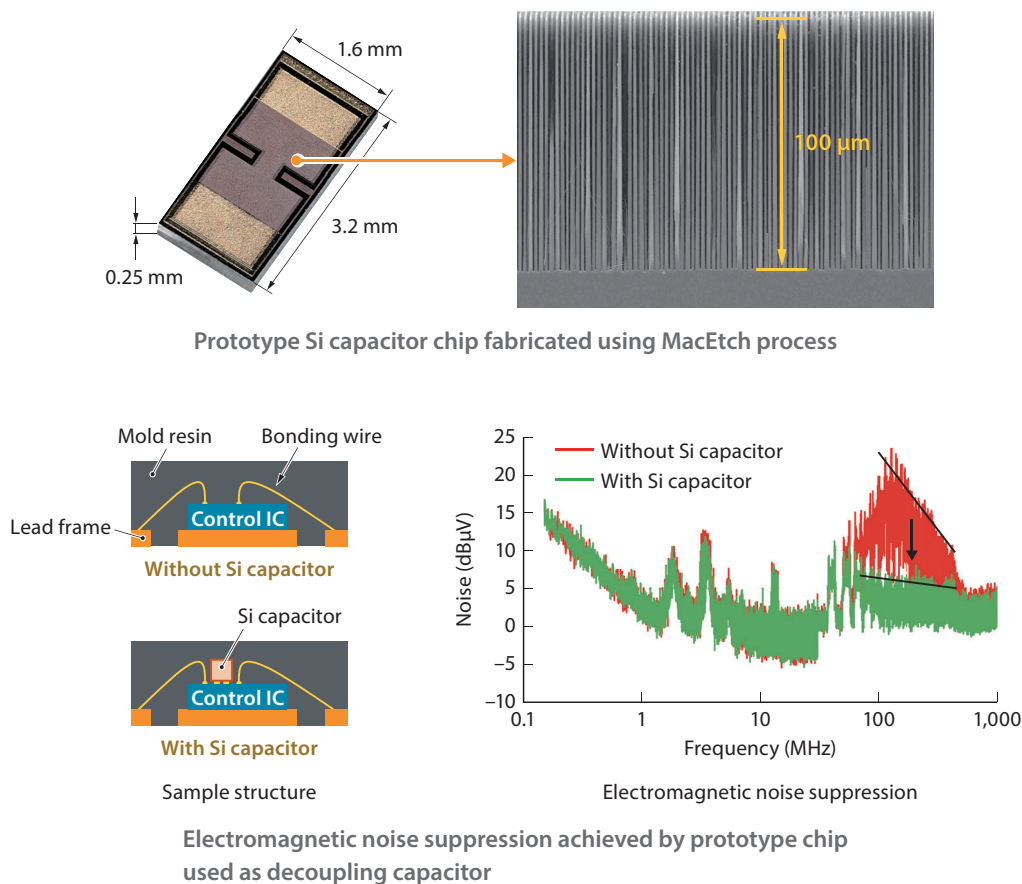 1.6 mm
3.2 mm
0.25 mm
100 µm
Prototype Si capacitor chip fabricated using MacEtch process
Mold resin
Bonding wire
Control IC
Lead frame
Without Si capacitor
Si capacitor
Control IC
With Si capacitor
Sample structure
25
20
15
10
5
0
–5
–10
Noise (dBµV)
Without Si capacitor
With Si capacitor
0.1
1
10
100
1,000
Frequency (MHz)
Electromagnetic noise suppression
Electromagnetic noise suppression achieved by prototype chip
used as decoupling capacitor